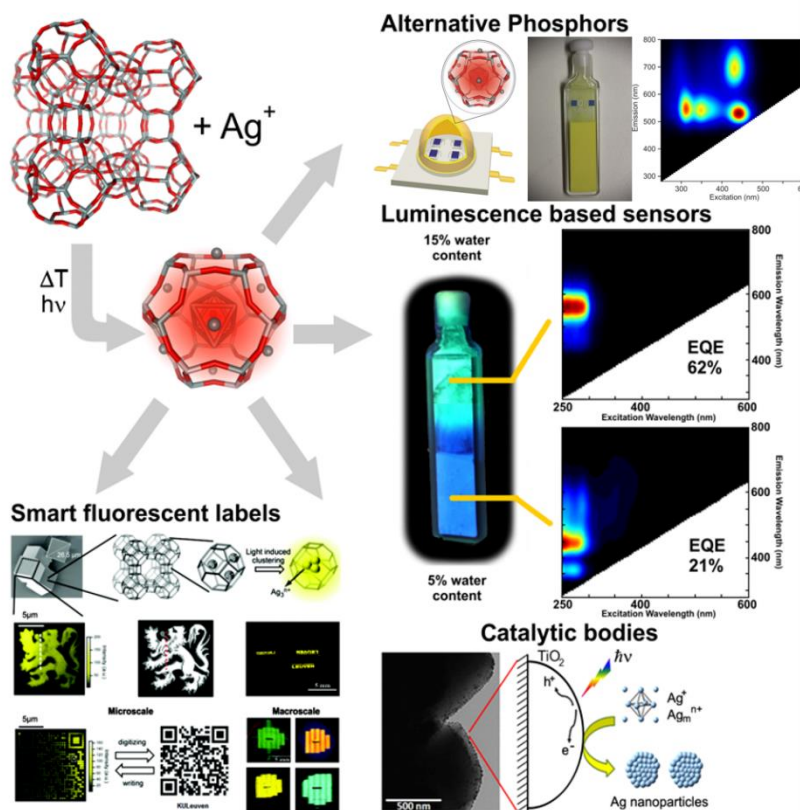 Alternative Phosphors
+ Ag+
Emission (nm)
800
700
600
500
400
300
300
400
500
Excitation (nm)
ΔT
hν
Luminescence based sensors
15% water
content
5% water
content
Emission Wavelength (nm)
800
600
400
EQE
62%
250
400
600
Excitation Wavelength (nm)
Emission Wavelength (nm)
800
600
400
EQE
21%
250
400
600
Excitation Wavelength (nm)
Smart fluorescent labels
Light induced
clustering
Ag3n+
5µm
Microscale
Macroscale
5µm
digitizing
writing
KULeuven
Catalytic bodies
TiO2
ħν
h+
e-
Ag+
Agmn+
Ag nanoparticles
500 nm